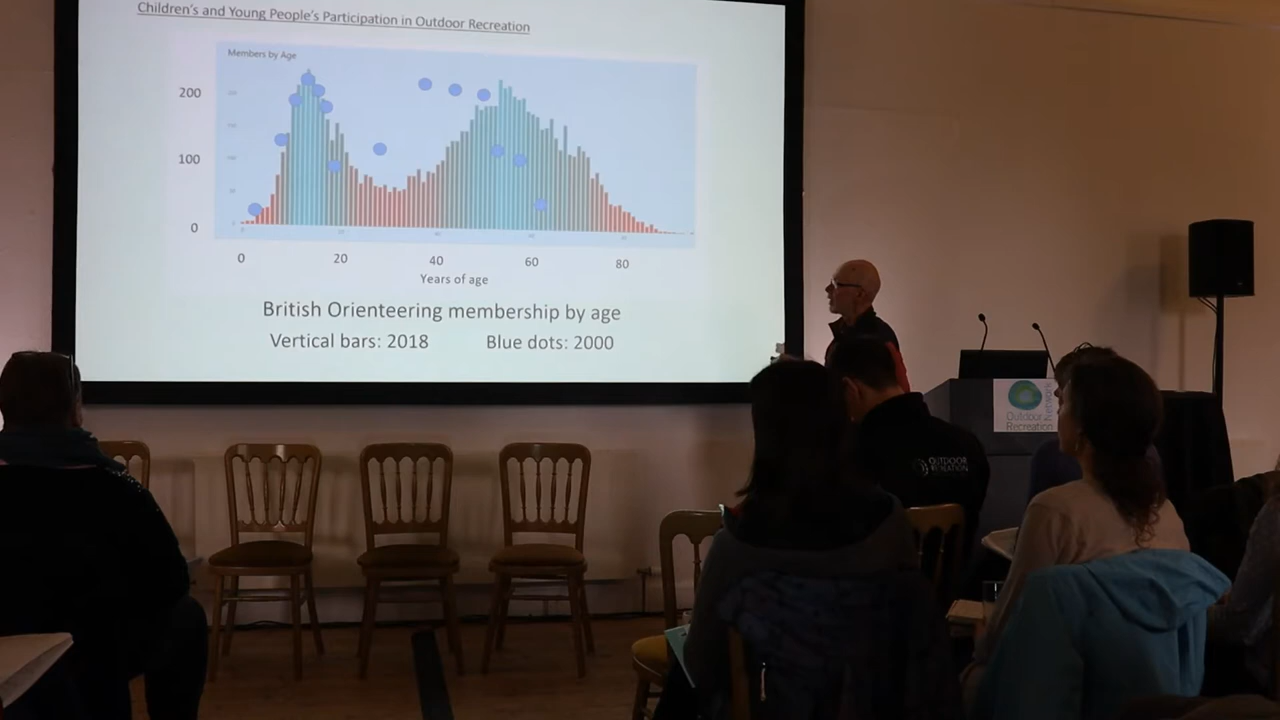 Children's and Young People's Participation in Outdoor Recreation
Members by Age
200
100
0
0 20 40 60 80
Years of age
British Orienteering membership by age
Vertical bars: 2018 Blue dots: 2000
Outdoor
Recreation
Network
OUTDOOR
RECREATION